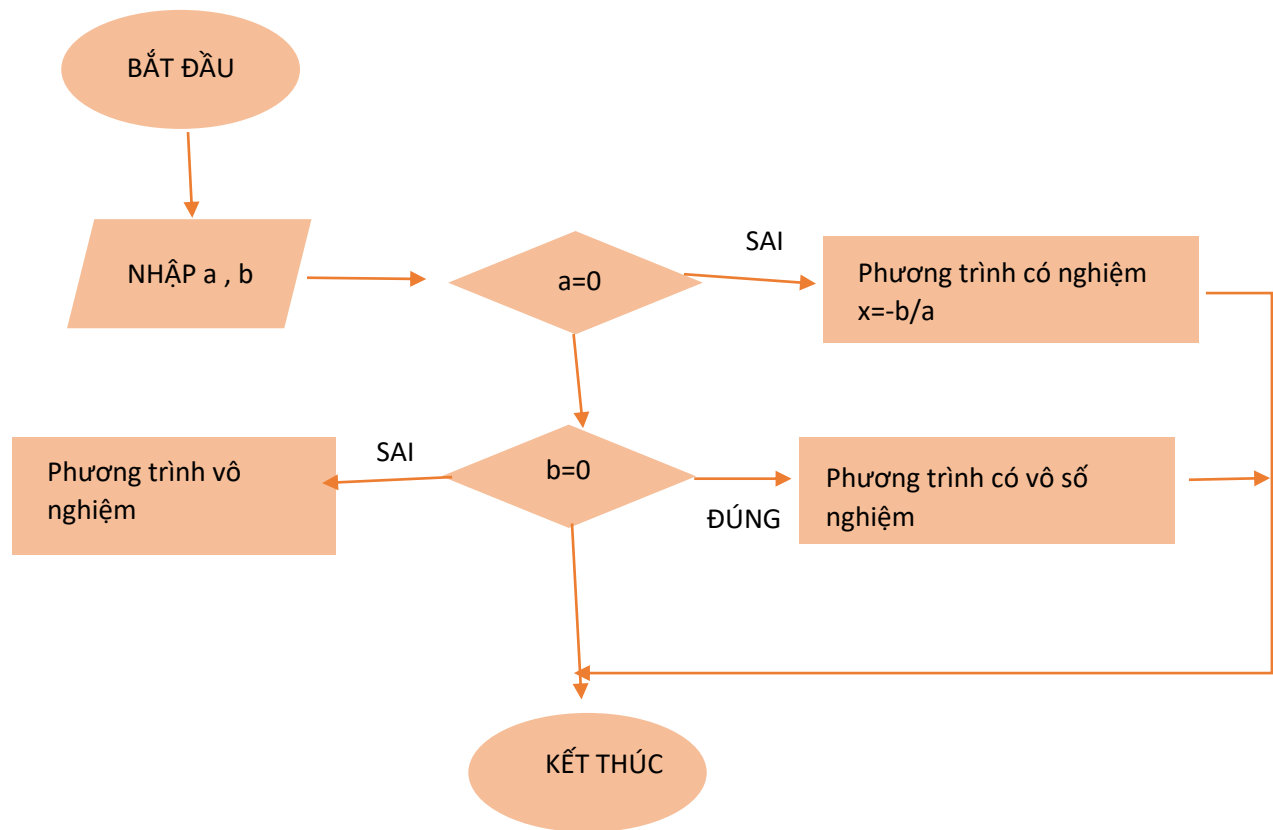 BẮT ĐẦU
NHẬP a , b
a=0
SAI
Phương trình có nghiệm
x=-b/a
Phương trình vô
nghiệm
SAI
b=0
ĐÚNG
Phương trình có vô số
nghiệm
KẾT THÚC